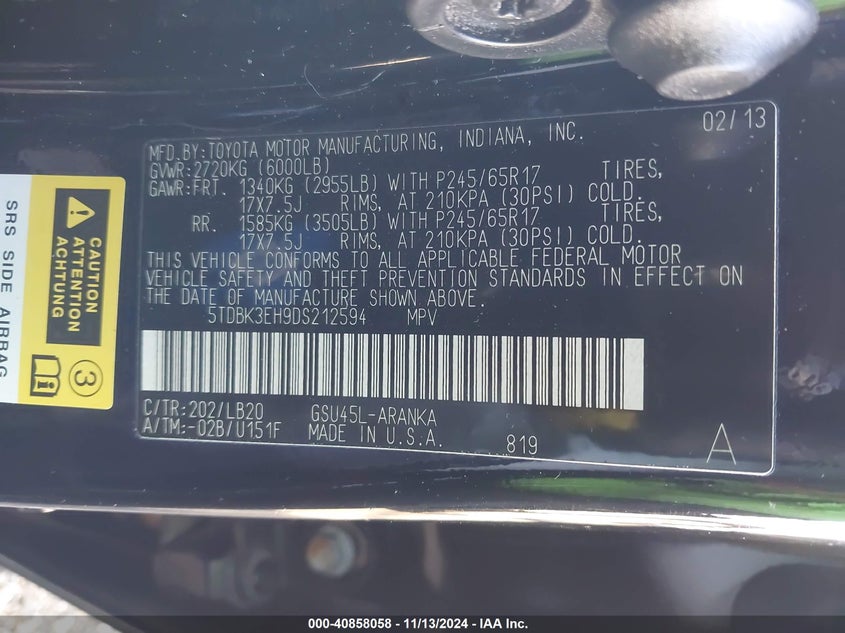 MFD.BY:TOYOTA MOTOR MANUFACTURING, INDIANA, INC. 02/13
GVWR:2720KG (6000LB)
GAWR:FRT. 1340KG (2955LB) WITH P245/65R17 TIRES,
17X7.5J RIMS, AT 210KPA (30PSI) COLD.
RR. 1585KG (3505LB) WITH P245/65R17 TIRES,
17X7.5J RIMS, AT 210KPA (30PSI) COLD.
THIS VEHICLE CONFORMS TO ALL APPLICABLE FEDERAL MOTOR
VEHICLE SAFETY AND THEFT PREVENTION STANDARDS IN EFFECT ON
THE DATE OF MANUFACTURE SHOWN ABOVE.
5TDBK3EH9DS212594 MPV
C/TR:202/LB20 GSU45L-ARANKA
A/TM:-02B/U151F MADE IN U.S.A. 819 A
SRS SIDE AIRBAG
CAUTION
ATTENTION
ACHTUNG
3
000-40858058 - 11/13/2024 - IAA Inc.